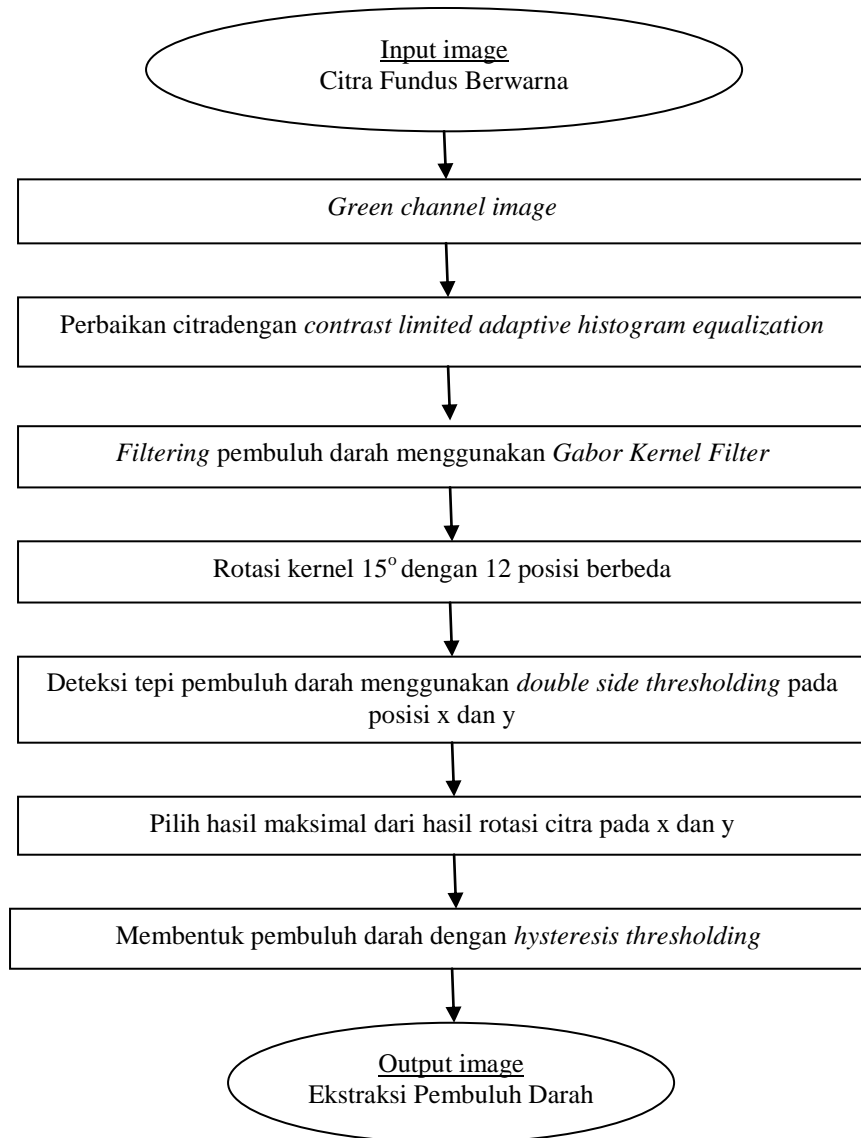 Input image
Citra Fundus Berwarna
Green channel image
Perbaikan citradengan contrast limited adaptive histogram equalization
Filtering pembuluh darah menggunakan Gabor Kernel Filter
Rotasi kernel 15° dengan 12 posisi berbeda
Deteksi tepi pembuluh darah menggunakan double side thresholding pada
posisi x dan y
Pilih hasil maksimal dari hasil rotasi citra pada x dan y
Membentuk pembuluh darah dengan hysteresis thresholding
Output image
Ekstraksi Pembuluh Darah